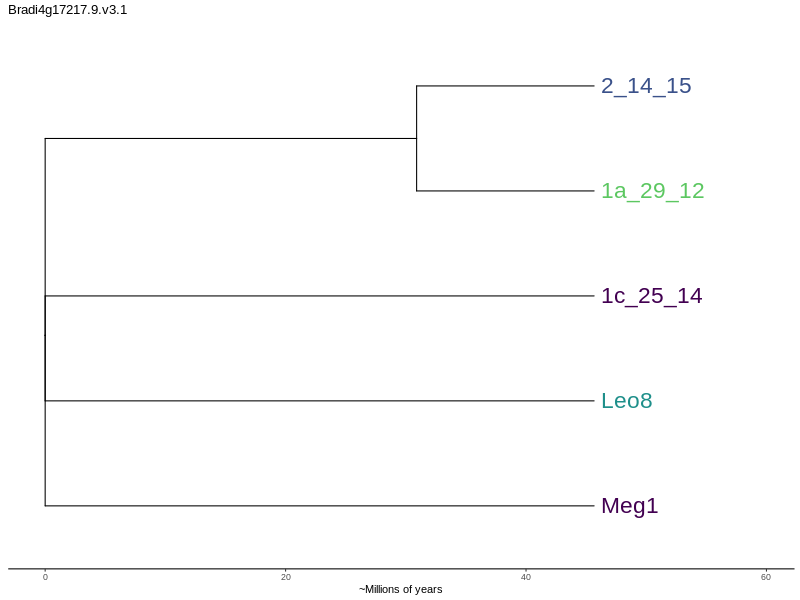 Bradi4g17217.9.v3.1
2_14_15
1a_29_12
1c_25_14
Leo8
Meg1
0 20 40 60
~Millions of years